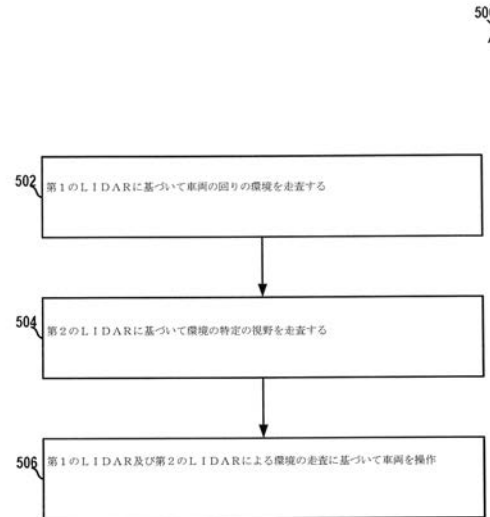 502
第1のLIDARに基づいて車両の回りの環境を走査する
504
第2のLIDARに基づいて環境の特定の視野を走査する
506
第1のLIDAR及び第2のLIDARによる環境の走査に基づいて車両を操作